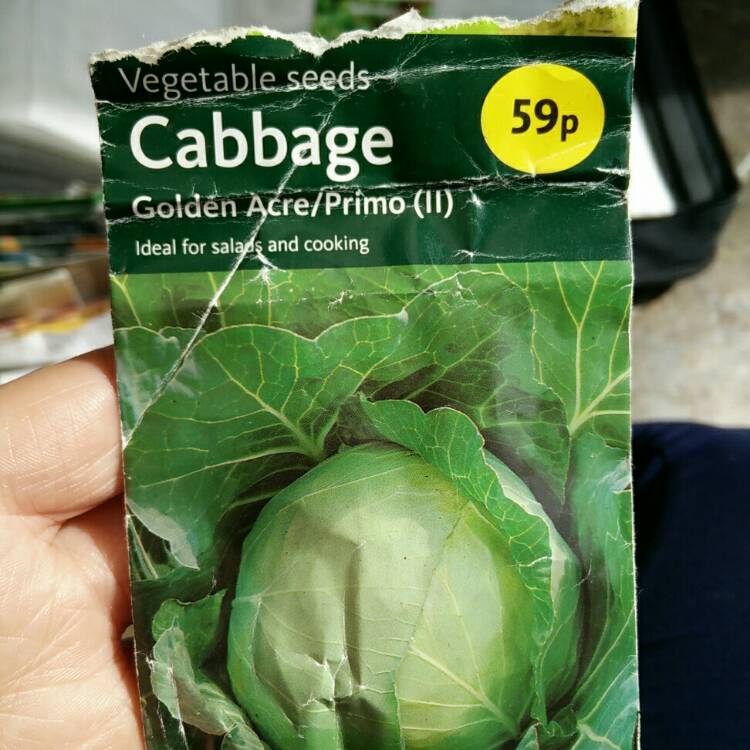 Vegetable seeds
Cabbage
59p
Golden Acre/Primo (II)
Ideal for salads and cooking